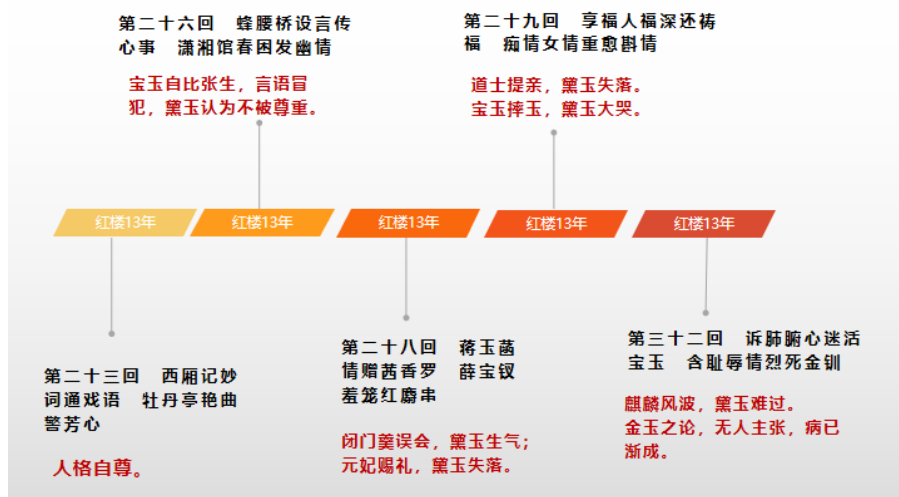 第二十六回 蜂腰桥设言传
心事 潇湘馆春困发幽情
宝玉自比张生，言语冒
犯，黛玉认为不被尊重。
第二十九回 享福人福深还祷
福 痴情女情重愈斟情
道士提亲，黛玉失落。
宝玉摔玉，黛玉大哭。
红楼13年
红楼13年
红楼13年
红楼13年
红楼13年
第二十三回 西厢记妙
词通戏语 牡丹亭艳曲
警芳心
人格自尊。
第二十八回 蒋玉菡
情赠茜香罗 薛宝钗
羞笼红麝串
闭门羹误会，黛玉生气；
元妃赐礼，黛玉失落。
第三十二回 诉肺腑心迷活
宝玉 含耻辱情烈死金钏
麒麟风波，黛玉难过。
金玉之论，无人主张，病已
渐成。